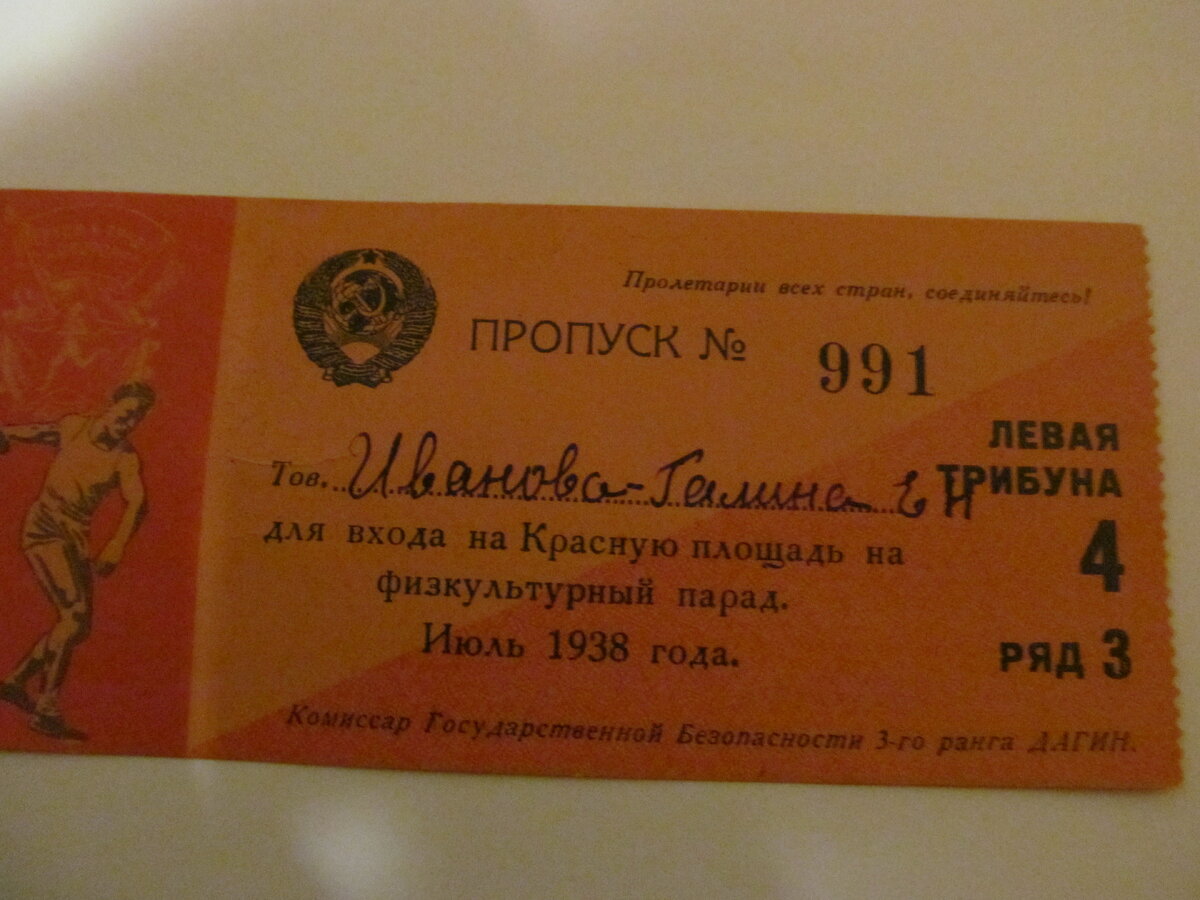 Пролетарии всех стран, соединяйтесь!
ПРОПУСК № 991
ЛЕВАЯ
ТРИБУНА
4
РЯД 3
Тов. Иванова-Галина Е Н
для входа на Красную площадь на
физкультурный парад.
Июль 1938 года.
Комиссар Государственной Безопасности 3-го ранга ДАГИН.